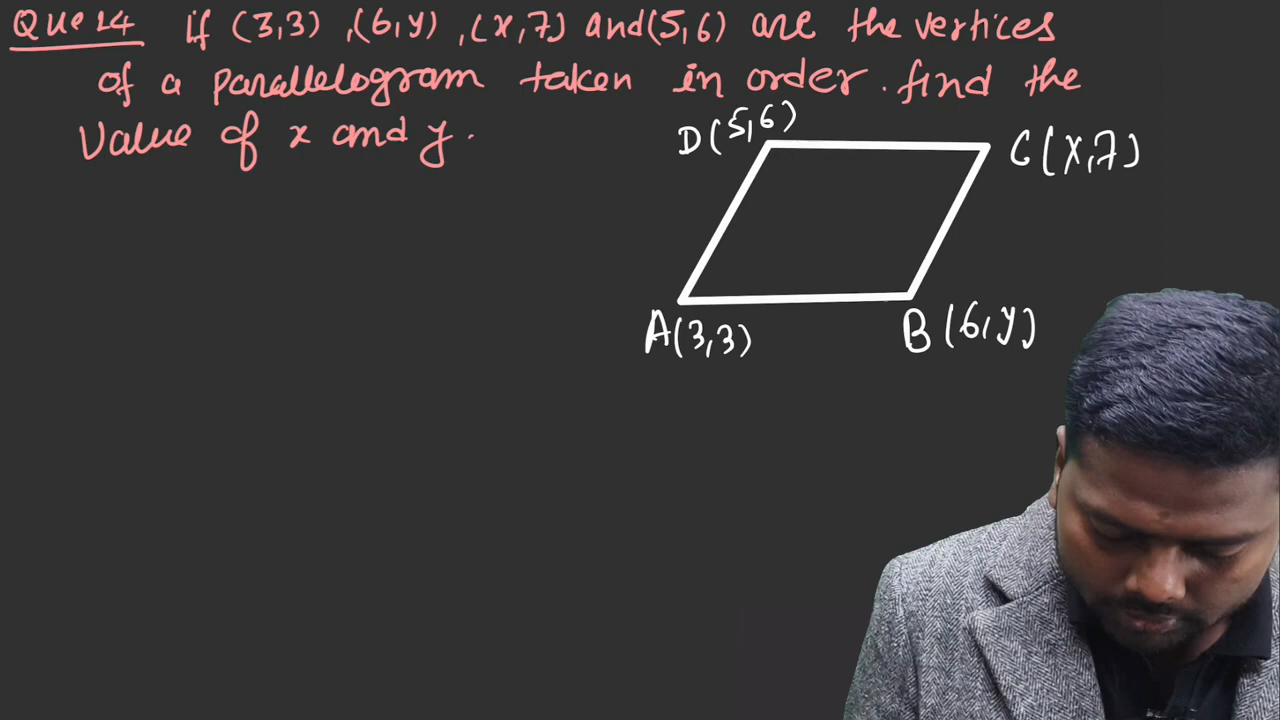 Que 14 If (3,3) ,(6,y) ,(x,7) and(5,6) are the vertices
of a parallelogram taken in order. find the
Value of x and y.
D(5,6)
C(x,7)
A(3,3)
B(6,y)